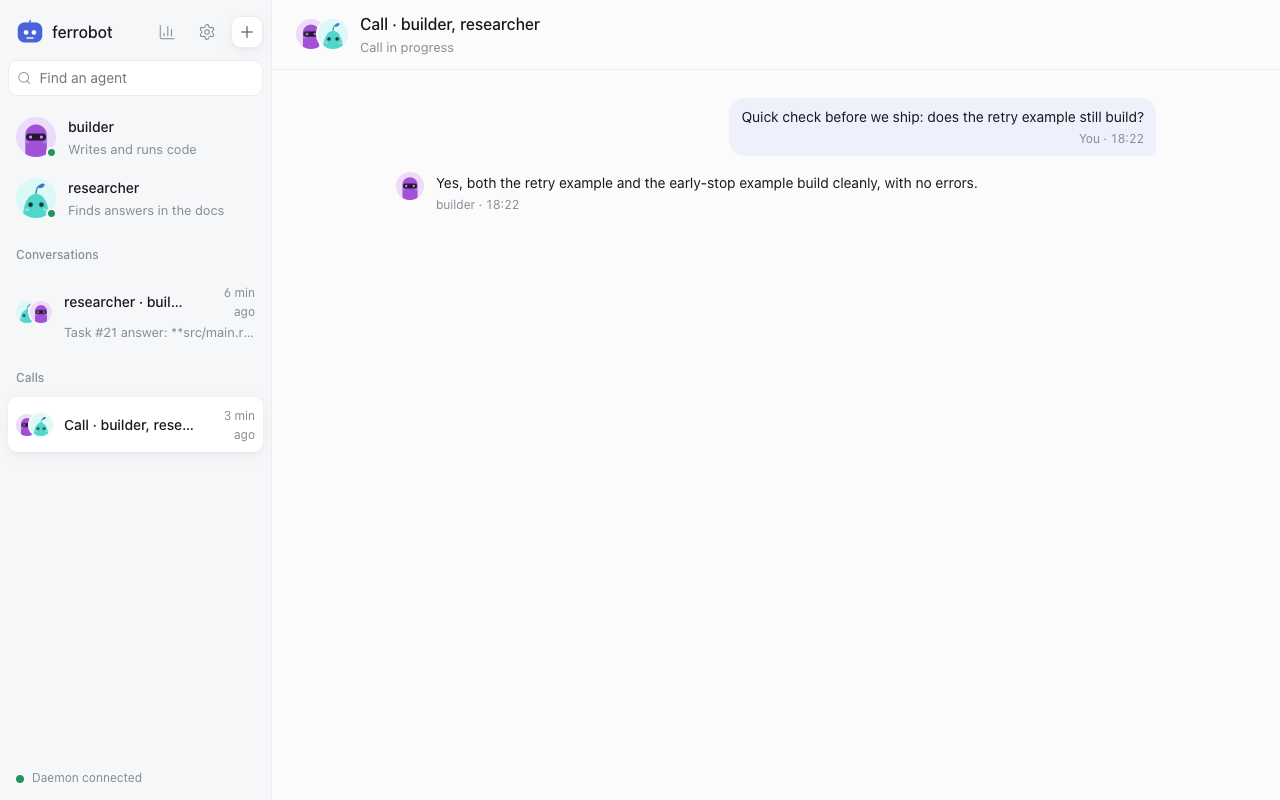 ferrobot
Find an agent
builder
Writes and runs code
researcher
Finds answers in the docs
Conversations
researcher · buil...
6 min
ago
Task #21 answer: **src/main.r...
Calls
Call · builder, rese...
3 min
ago
Daemon connected
Call · builder, researcher
Call in progress
Quick check before we ship: does the retry example still build?
You · 18:22
Yes, both the retry example and the early-stop example build cleanly, with no errors.
builder · 18:22